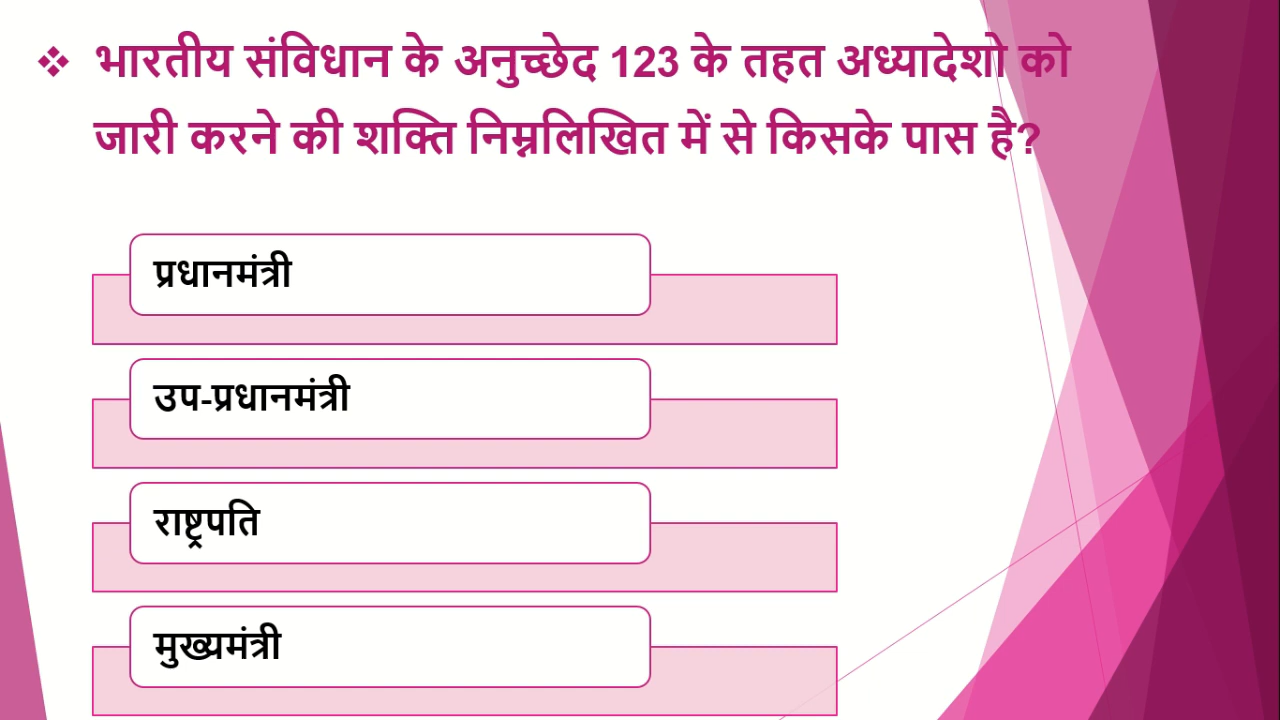 भारतीय संविधान के अनुच्छेद 123 के तहत अध्यादेशो को
जारी करने की शक्ति निम्नलिखित में से किसके पास है?
प्रधानमंत्री
उप-प्रधानमंत्री
राष्ट्रपति
मुख्यमंत्री